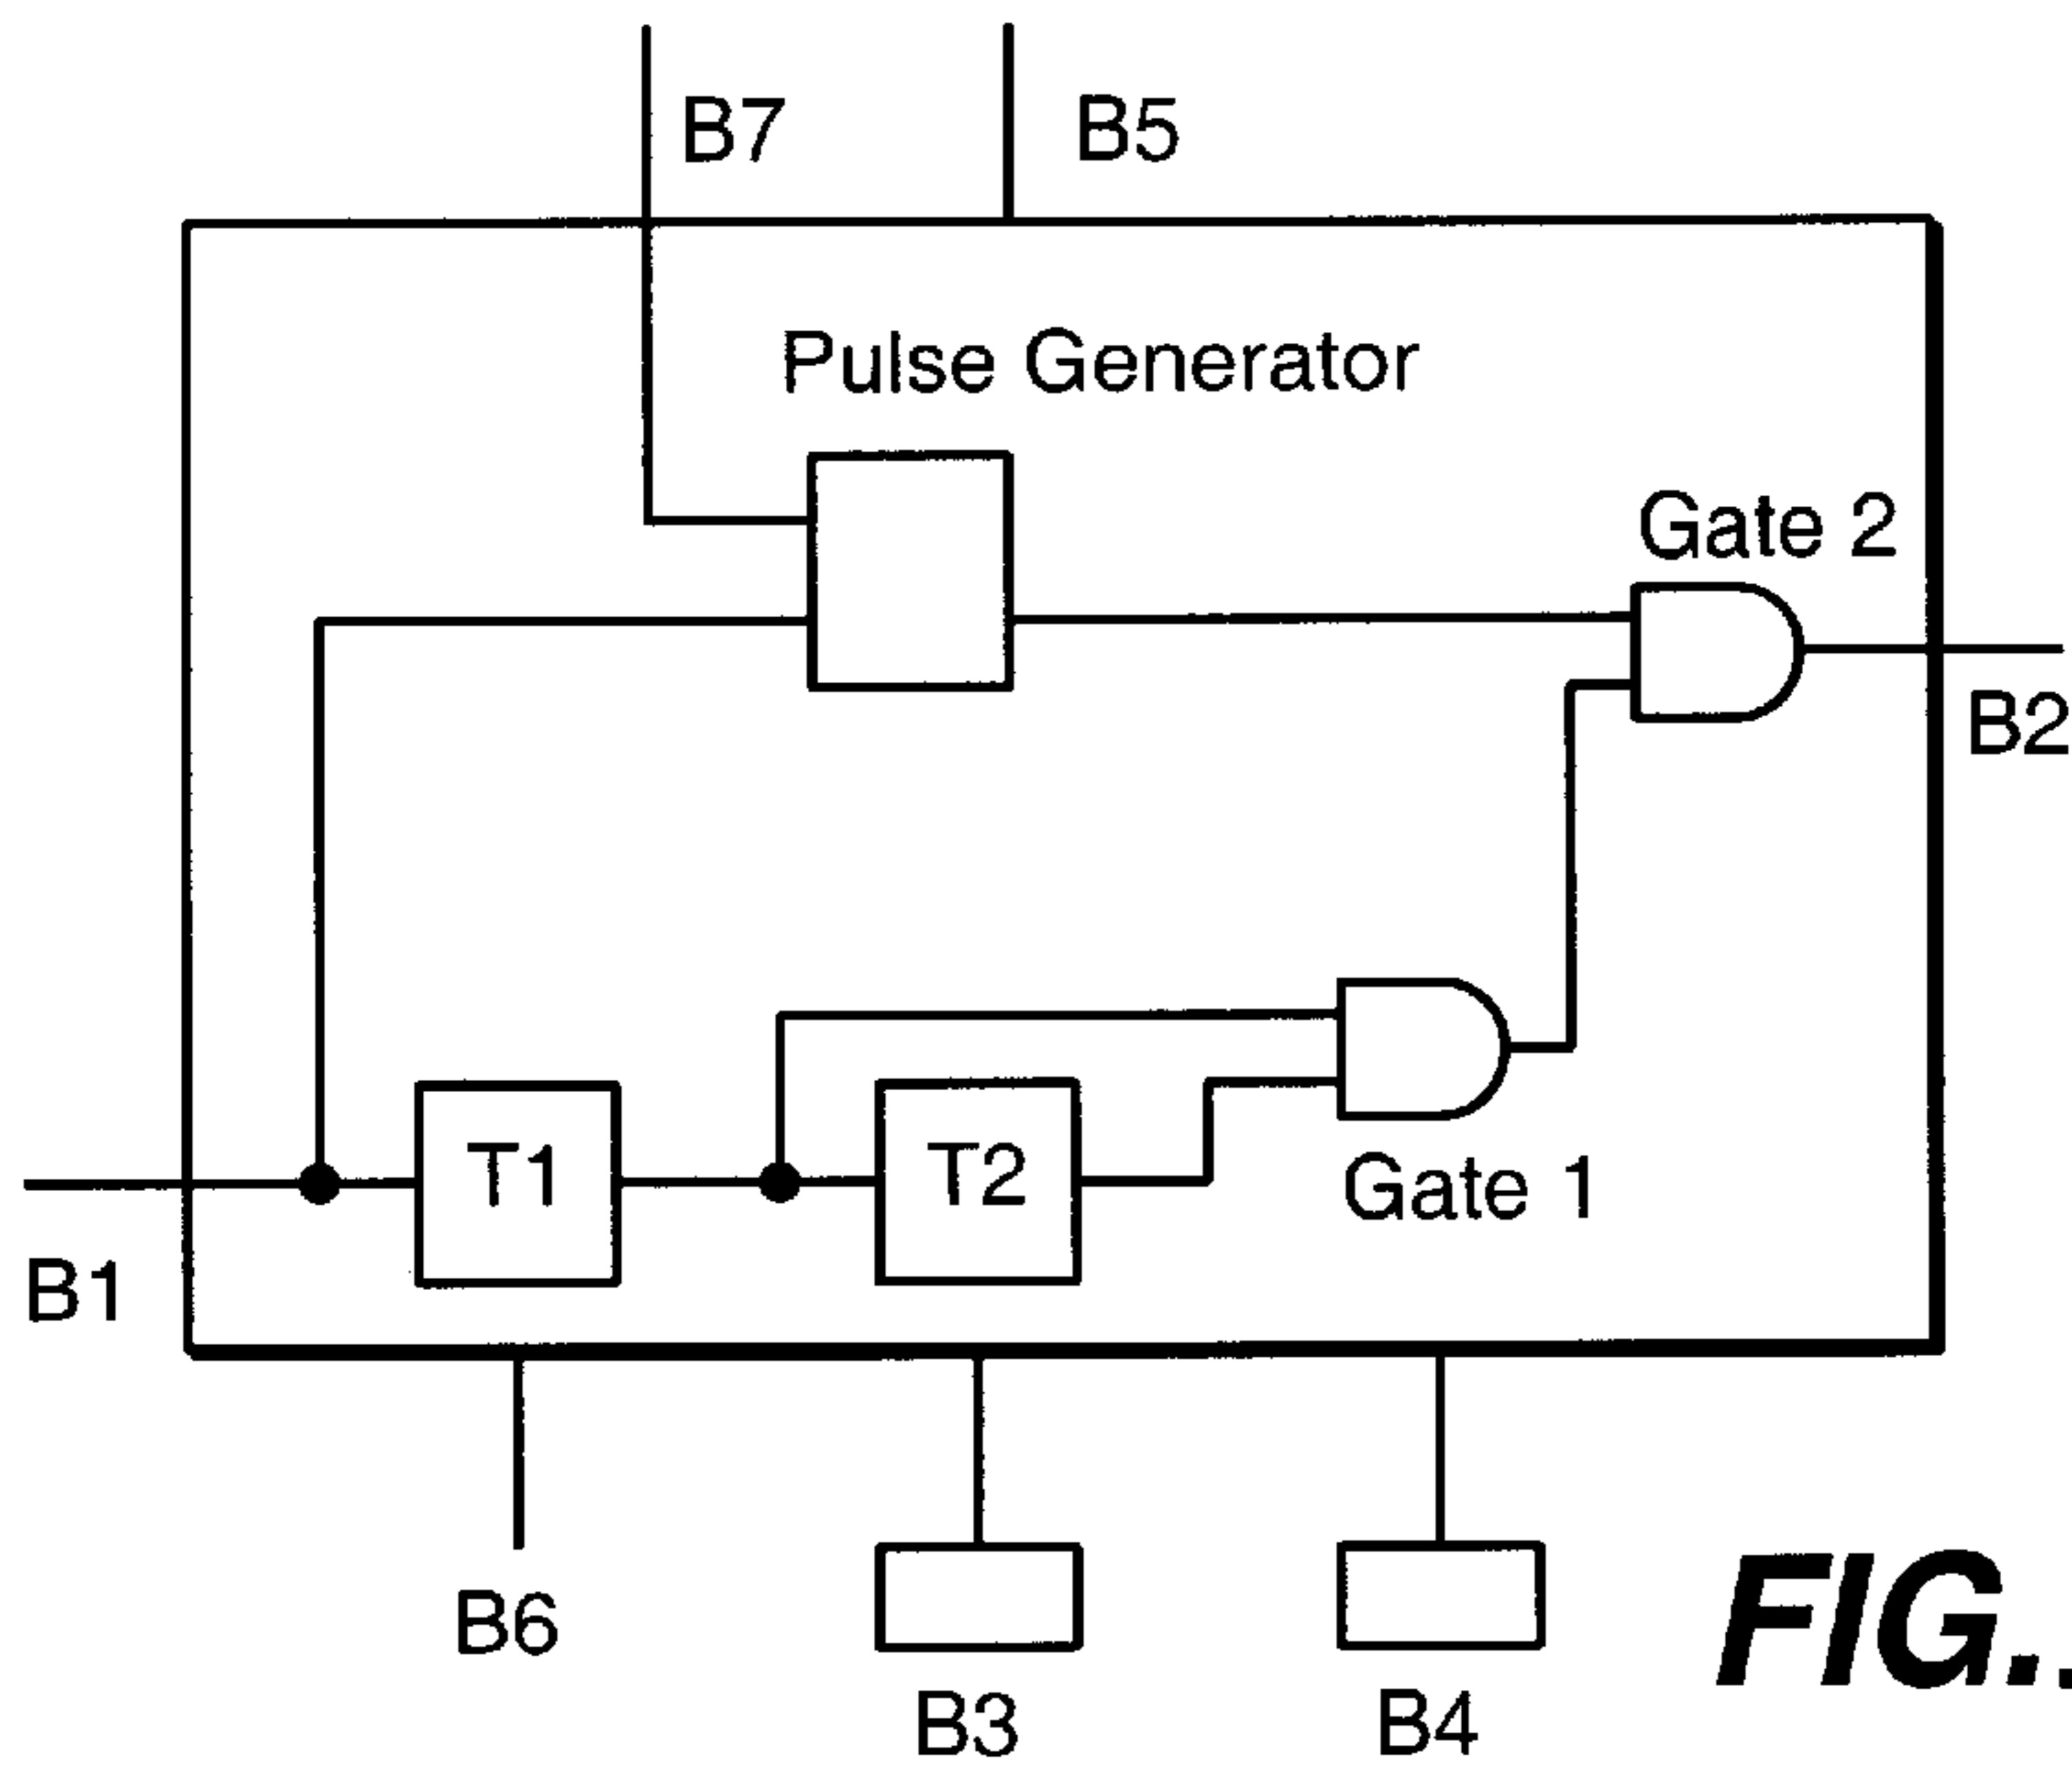 B7
B5
Pulse Generator
Gate 2
B2
T1
T2
Gate 1
B1
B6
B3
B4
FIG..